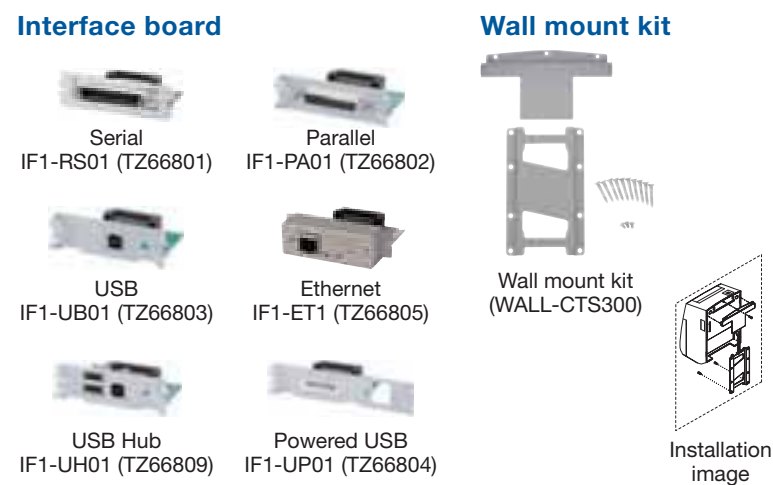 Interface board
Serial
IF1-RS01 (TZ66801)
Parallel
IF1-PA01 (TZ66802)
USB
IF1-UB01 (TZ66803)
Ethernet
IF1-ET1 (TZ66805)
USB Hub
IF1-UH01 (TZ66809)
Powered USB
IF1-UP01 (TZ66804)
Wall mount kit
Wall mount kit
(WALL-CTS300)
Installation
image